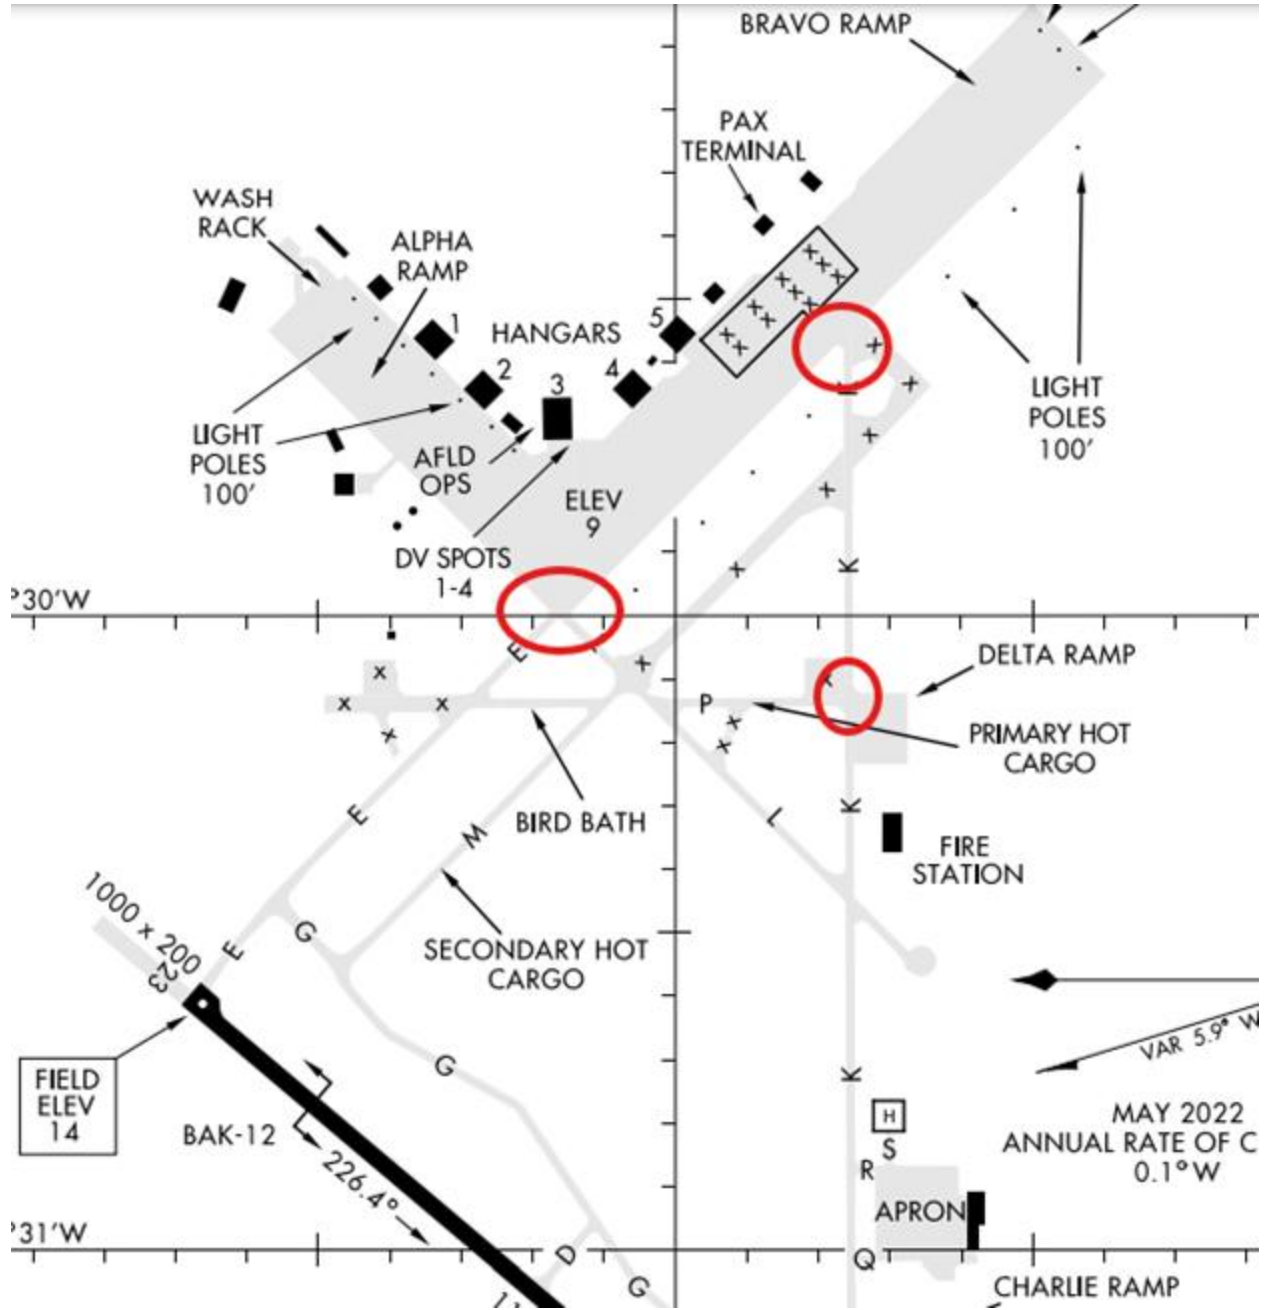 BRAVO RAMP
PAX
TERMINAL
WASH
RACK
ALPHA
RAMP
1
HANGARS
5
2
3
4
LIGHT
POLES
100'
AFLD
OPS
ELEV
9
LIGHT
POLES
100'
DV SPOTS
1-4
K
°30'W
E
DELTA RAMP
P
PRIMARY HOT
CARGO
E
W
BIRD BATH
L
K
FIRE
STATION
1000 x 200
23
E
G
SECONDARY HOT
CARGO
VAR 5.9° W
FIELD
ELEV
14
BAK-12
226.4°
G
K
H
S
R
MAY 2022
ANNUAL RATE OF C
0.1°W
APRON
°31'W
D
G
Q
CHARLIE RAMP
11